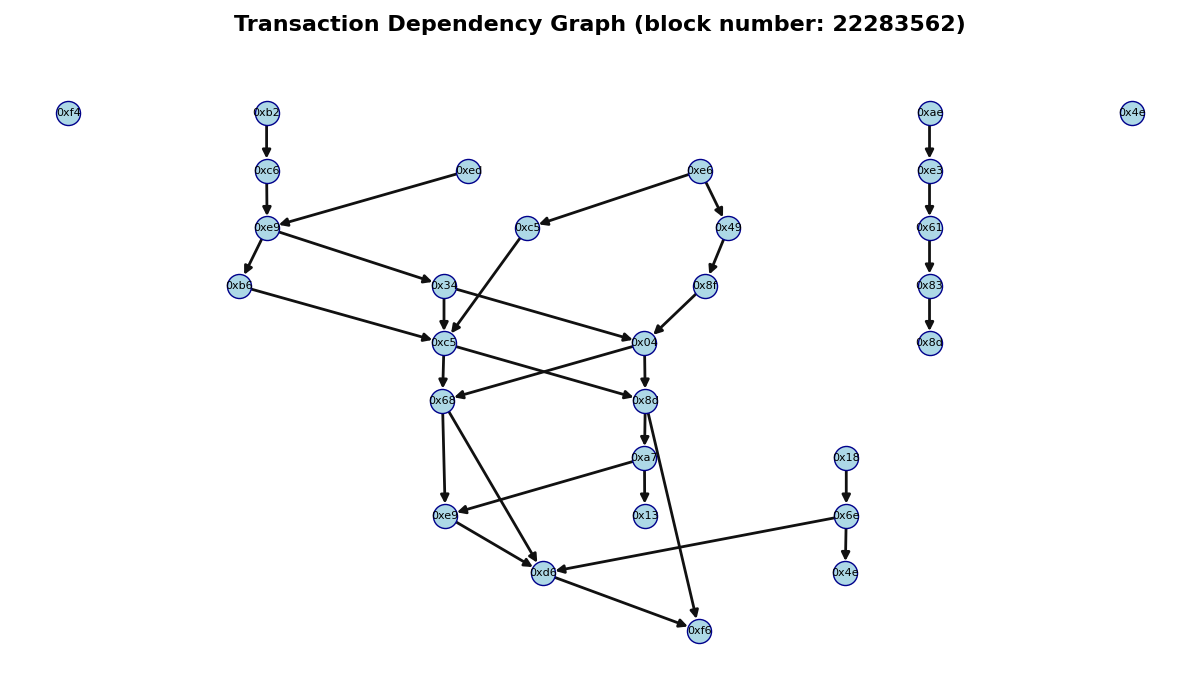 Transaction Dependency Graph (block number: 22283562)
0xf4
0xb2
0xae
0x4e
0xc6
0xed
0xe6
0xe3
0xe9
0xc5
0x49
0x61
0xb6
0x34
0x8f
0x83
0xc5
0x04
0x8d
0x68
0x8d
0xa7
0x18
0xe9
0x13
0x6e
0xd6
0x4e
0xf6